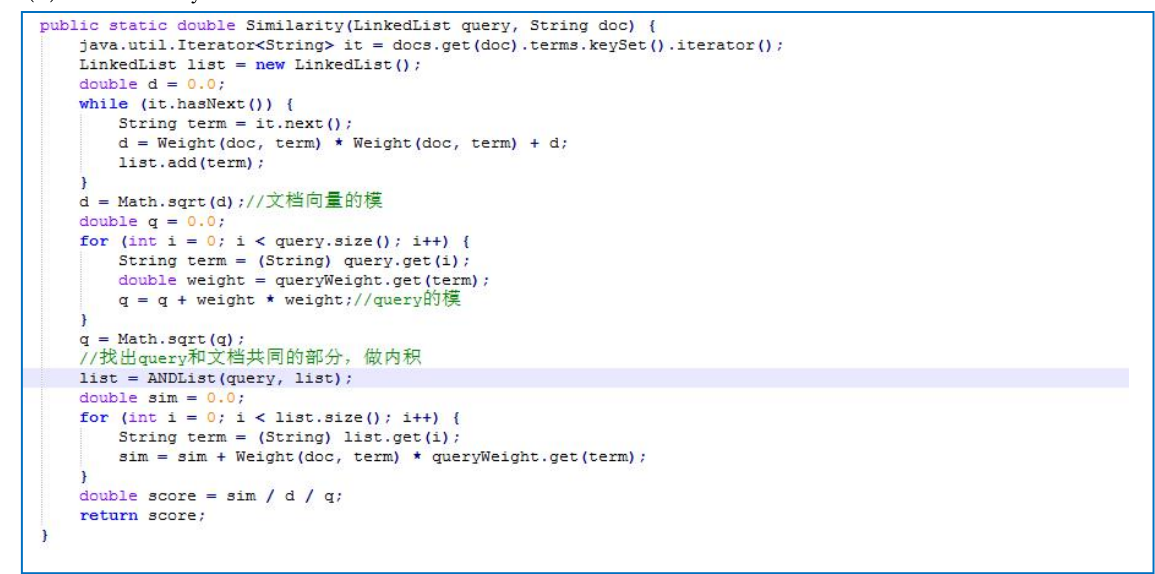 public static double Similarity(LinkedList query, String doc) {
    java.util.Iterator<String> it = docs.get(doc).terms.keySet().iterator();
    LinkedList list = new LinkedList();
    double d = 0.0;
    while (it.hasNext()) {
        String term = it.next();
        d = Weight(doc, term) * Weight(doc, term) + d;
        list.add(term);
    }
    d = Math.sqrt(d);//文档向量的模
    double q = 0.0;
    for (int i = 0; i < query.size(); i++) {
        String term = (String) query.get(i);
        double weight = queryWeight.get(term);
        q = q + weight * weight;//query的模
    }
    q = Math.sqrt(q);
    //找出query和文档共同的部分，做内积
    list = ANDList(query, list);
    double sim = 0.0;
    for (int i = 0; i < list.size(); i++) {
        String term = (String) list.get(i);
        sim = sim + Weight(doc, term) * queryWeight.get(term);
    }
    double score = sim / d / q;
    return score;
}